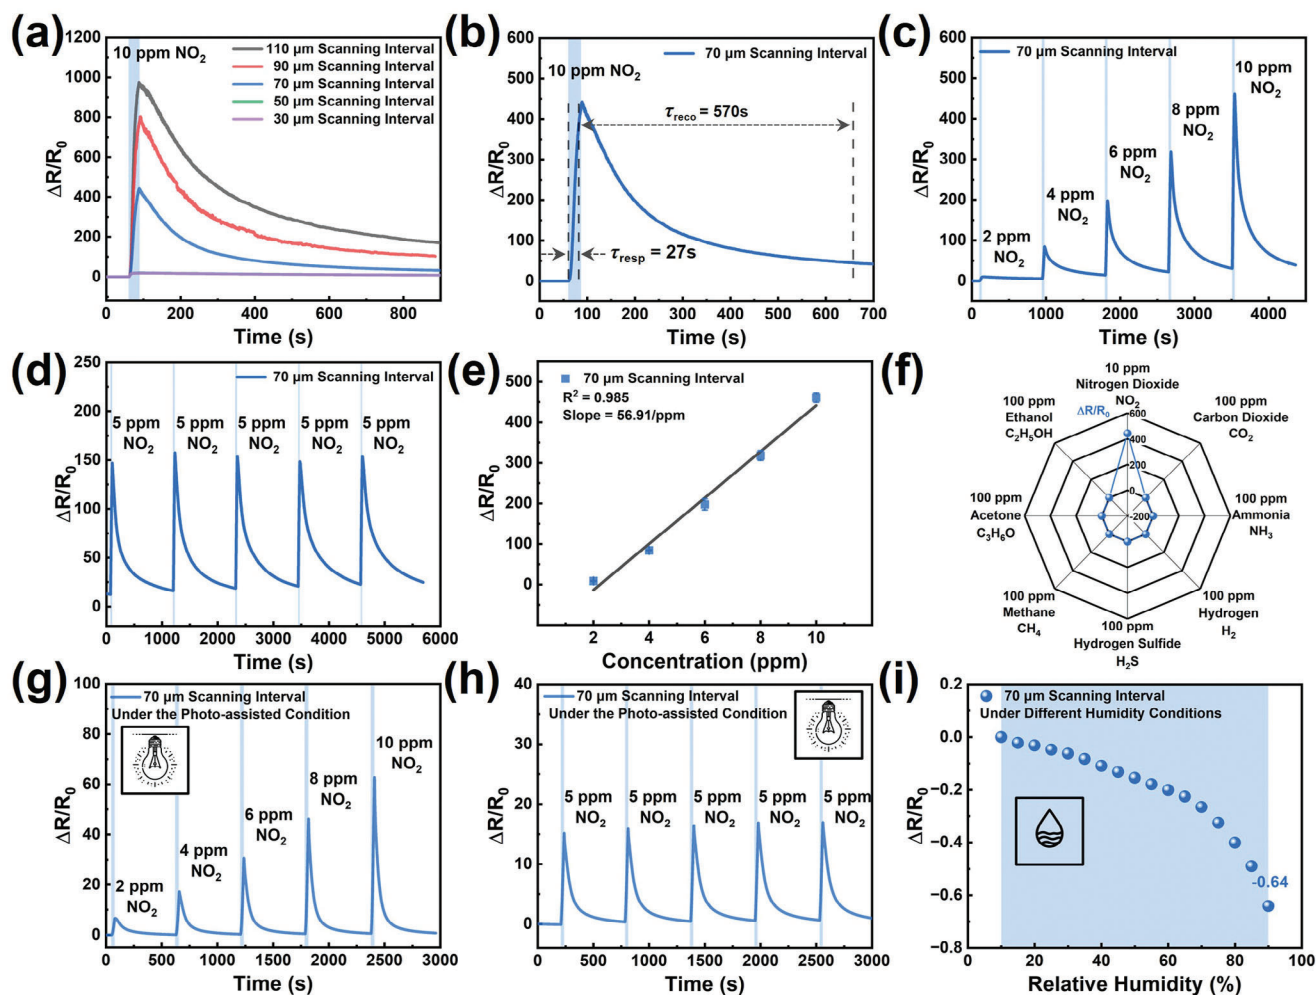 (a)
1200
1000
800
600
400
200
0
ΔR/R₀
10 ppm NO₂
110 μm Scanning Interval
90 μm Scanning Interval
70 μm Scanning Interval
50 μm Scanning Interval
30 μm Scanning Interval
0 200 400 600 800
Time (s)
(b)
600
500
400
300
200
100
0
-100
ΔR/R₀
70 μm Scanning Interval
10 ppm NO₂
τreco = 570s
τresp = 27s
0 100 200 300 400 500 600 700
Time (s)
(c)
600
500
400
300
200
100
0
-100
ΔR/R₀
70 μm Scanning Interval
2 ppm
NO₂
4 ppm
NO₂
6 ppm
NO₂
8 ppm
NO₂
10 ppm
NO₂
0 1000 2000 3000 4000
Time (s)
(d)
250
200
150
100
50
0
ΔR/R₀
70 μm Scanning Interval
5 ppm 5 ppm 5 ppm 5 ppm 5 ppm
NO₂ NO₂ NO₂ NO₂ NO₂
0 1000 2000 3000 4000 5000 6000
Time (s)
(e)
500
400
300
200
100
0
ΔR/R₀
70 μm Scanning Interval
R² = 0.985
Slope = 56.91/ppm
2 4 6 8 10
Concentration (ppm)
(f)
10 ppm
Nitrogen Dioxide
NO₂
ΔR/R₀
600
400
200
0
-200
100 ppm
Carbon Dioxide
CO₂
100 ppm
Ammonia
NH₃
100 ppm
Hydrogen
H₂
100 ppm
Hydrogen Sulfide
H₂S
100 ppm
Methane
CH₄
100 ppm
Acetone
C₃H₆O
100 ppm
Ethanol
C₂H₅OH
(g)
100
80
60
40
20
0
ΔR/R₀
70 μm Scanning Interval
Under the Photo-assisted Condition
2 ppm
NO₂
4 ppm
NO₂
6 ppm
NO₂
8 ppm
NO₂
10 ppm
NO₂
0 500 1000 1500 2000 2500 3000
Time (s)
(h)
40
30
20
10
0
ΔR/R₀
70 μm Scanning Interval
Under the Photo-assisted Condition
5 ppm 5 ppm 5 ppm 5 ppm 5 ppm
NO₂ NO₂ NO₂ NO₂ NO₂
0 500 1000 1500 2000 2500 3000
Time (s)
(i)
0.2
0.0
−0.2
−0.4
−0.6
−0.8
ΔR/R₀
70 μm Scanning Interval
Under Different Humidity Conditions
-0.64
0 20 40 60 80 100
Relative Humidity (%)